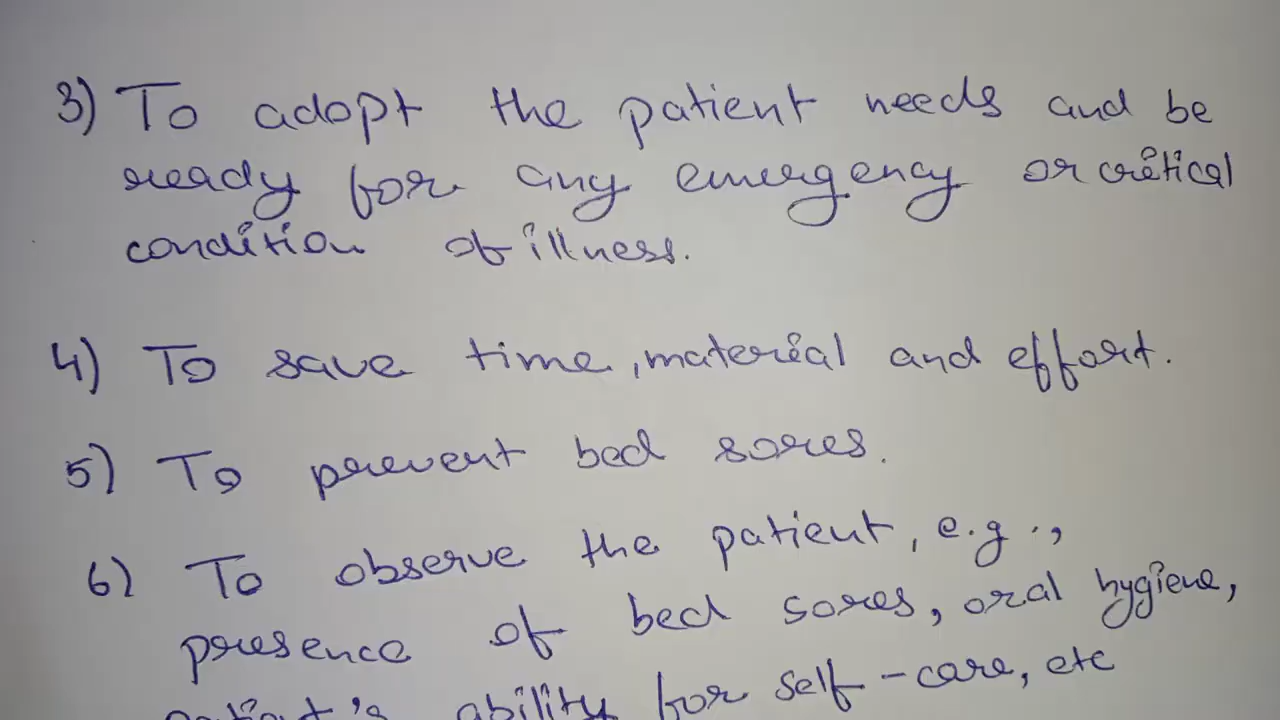 3) To adopt the patient needs and be
ready for any emergency or critical
condition of illness.
4) To save time, material and effort.
5) To prevent bed sores.
6) To observe the patient, e.g.,
presence of bed sores, oral hygiene,
patient's ability for self-care, etc